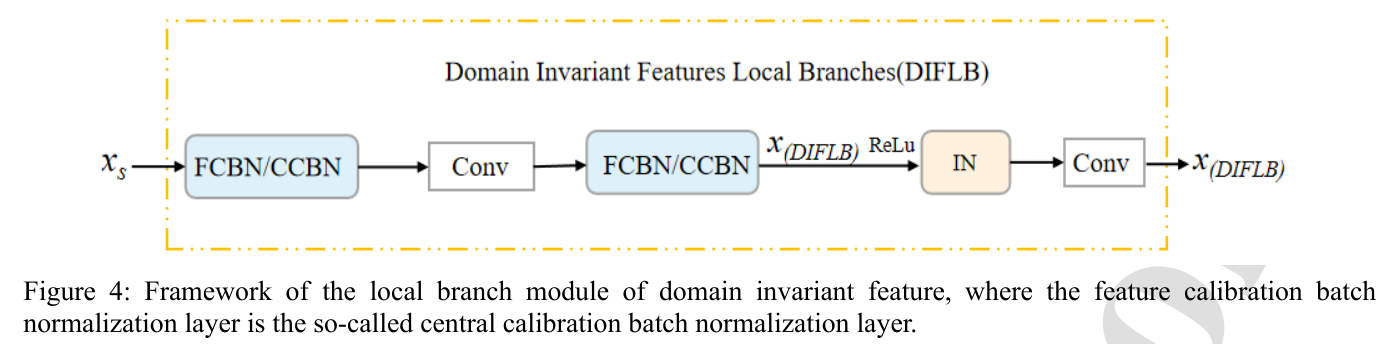 Domain Invariant Features Local Branches(DIFLB)
x_s FCBN/CCBN Conv FCBN/CCBN x_(DIFLB) ReLu IN Conv x_(DIFLB)
Figure 4: Framework of the local branch module of domain invariant feature, where the feature calibration batch
normalization layer is the so-called central calibration batch normalization layer.